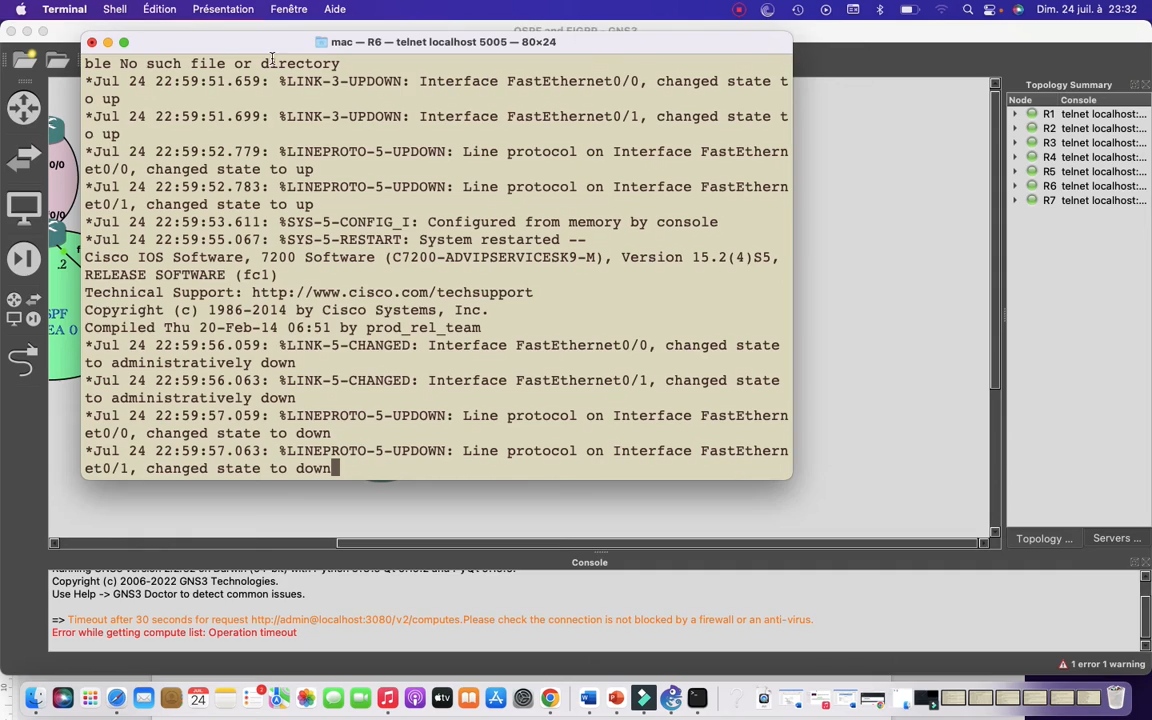 Terminal Shell Édition Présentation Fenêtre Aide Dim. 24 juil. à 23:32
mac — R6 — telnet localhost 5005 — 80×24
ble No such file or directory
*Jul 24 22:59:51.659: %LINK-3-UPDOWN: Interface FastEthernet0/0, changed state t
o up
*Jul 24 22:59:51.699: %LINK-3-UPDOWN: Interface FastEthernet0/1, changed state t
o up
*Jul 24 22:59:52.779: %LINEPROTO-5-UPDOWN: Line protocol on Interface FastEthern
et0/0, changed state to up
*Jul 24 22:59:52.783: %LINEPROTO-5-UPDOWN: Line protocol on Interface FastEthern
et0/1, changed state to up
*Jul 24 22:59:53.611: %SYS-5-CONFIG_I: Configured from memory by console
*Jul 24 22:59:55.067: %SYS-5-RESTART: System restarted --
Cisco IOS Software, 7200 Software (C7200-ADVIPSERVICESK9-M), Version 15.2(4)S5,
RELEASE SOFTWARE (fc1)
Technical Support: http://www.cisco.com/techsupport
Copyright (c) 1986-2014 by Cisco Systems, Inc.
Compiled Thu 20-Feb-14 06:51 by prod_rel_team
*Jul 24 22:59:56.059: %LINK-5-CHANGED: Interface FastEthernet0/0, changed state
to administratively down
*Jul 24 22:59:56.063: %LINK-5-CHANGED: Interface FastEthernet0/1, changed state
to administratively down
*Jul 24 22:59:57.059: %LINEPROTO-5-UPDOWN: Line protocol on Interface FastEthern
et0/0, changed state to down
*Jul 24 22:59:57.063: %LINEPROTO-5-UPDOWN: Line protocol on Interface FastEthern
et0/1, changed state to down
0/0
0/0
.2
f
PF
EA 0
Topology Summary
Node Console
R1 telnet localhost:...
R2 telnet localhost:...
R3 telnet localhost:...
R4 telnet localhost:...
R5 telnet localhost:...
R6 telnet localhost:...
R7 telnet localhost:...
Topology ... Servers ...
Console
Copyright (c) 2006-2022 GNS3 Technologies.
Use Help -> GNS3 Doctor to detect common issues.
=> Timeout after 30 seconds for request http://admin@localhost:3080/v2/computes.Please check the connection is not blocked by a firewall or an anti-virus.
Error while getting compute list: Operation timeout
1 error 1 warning
JUL
24
2